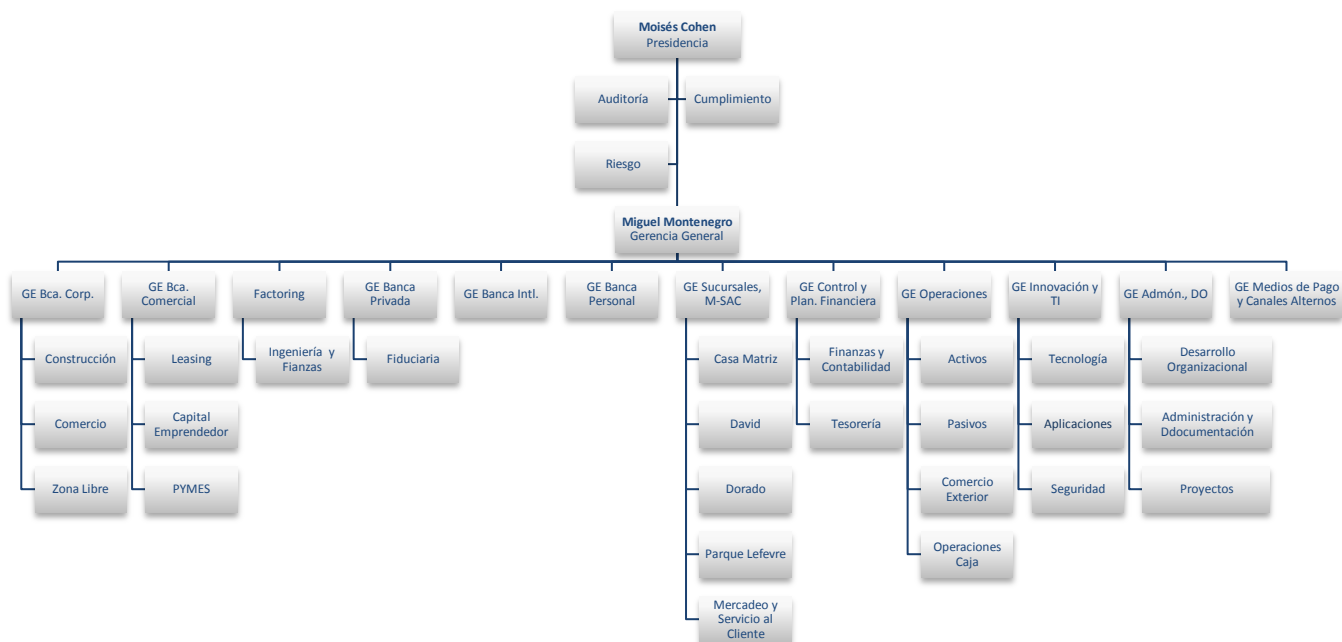 Moisés Cohen
Presidencia
Auditoría
Cumplimiento
Riesgo
Miguel Montenegro
Gerencia General
GE Bca. Corp.
GE Bca.
Comercial
Factoring
GE Banca
Privada
GE Banca Intl.
GE Banca
Personal
GE Sucursales,
M-SAC
GE Control y
Plan. Financiera
GE Operaciones
GE Innovación y
TI
GE Admón., DO
GE Medios de Pago
y Canales Alternos
Construcción
Leasing
Ingeniería y
Fianzas
Fiduciaria
Casa Matriz
Finanzas y
Contabilidad
Activos
Tecnología
Desarrollo
Organizacional
Comercio
Capital
Emprendedor
David
Tesorería
Pasivos
Aplicaciones
Administración y
Ddocumentación
Zona Libre
PYMES
Dorado
Comercio
Exterior
Seguridad
Proyectos
Parque Lefevre
Operaciones
Caja
Mercadeo y
Servicio al
Cliente